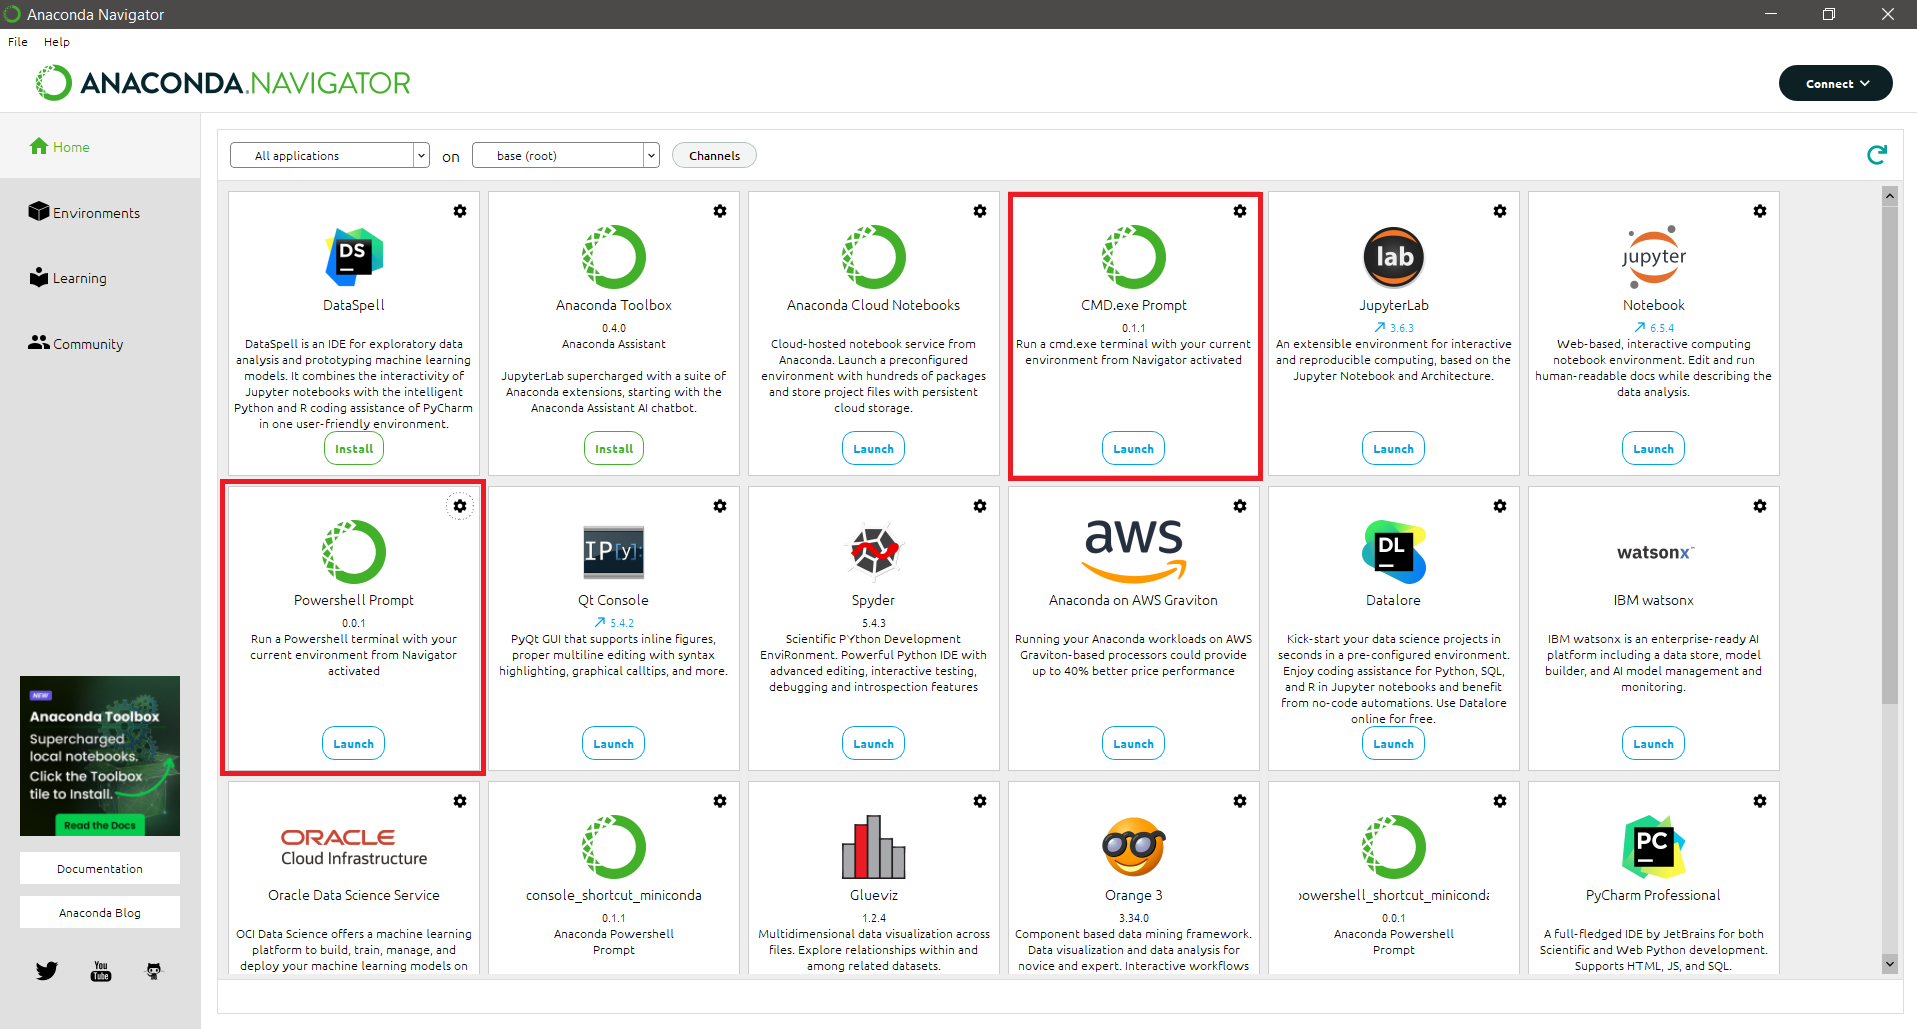 Anaconda Navigator
File Help
ANACONDA.NAVIGATOR
Connect
Home
Environments
Learning
Community
All applications on base (root) Channels
DS
DataSpell
DataSpell is an IDE for exploratory data
analysis and prototyping machine learning
models. It combines the interactivity of
Jupyter notebooks with the intelligent
Python and R coding assistance of PyCharm
in one user-friendly environment.
Install
Anaconda Toolbox
0.4.0
Anaconda Assistant
JupyterLab supercharged with a suite of
Anaconda extensions, starting with the
Anaconda Assistant AI chatbot.
Install
Anaconda Cloud Notebooks
Cloud-hosted notebook service from
Anaconda. Launch a preconfigured
environment with hundreds of packages
and store project files with persistent
cloud storage.
Launch
CMD.exe Prompt
0.1.1
Run a cmd.exe terminal with your current
environment from Navigator activated
Launch
lab
JupyterLab
3.6.3
An extensible environment for interactive
and reproducible computing, based on the
Jupyter Notebook and Architecture.
Launch
jupyter
Notebook
6.5.4
Web-based, interactive computing
notebook environment. Edit and run
human-readable docs while describing the
data analysis.
Launch
Powershell Prompt
0.0.1
Run a Powershell terminal with your
current environment from Navigator
activated
Launch
IP[y]:
Qt Console
5.4.2
PyQt GUI that supports inline figures,
proper multiline editing with syntax
highlighting, graphical calltips, and more.
Launch
Spyder
5.4.3
Scientific PYthon Development
EnviRonment. Powerful Python IDE with
advanced editing, interactive testing,
debugging and introspection features
Launch
aws
Anaconda on AWS Graviton
Running your Anaconda workloads on AWS
Graviton-based processors could provide
up to 40% better price performance
Launch
DL
Datalore
Kick-start your data science projects in
seconds in a pre-configured environment.
Enjoy coding assistance for Python, SQL,
and R in Jupyter notebooks and benefit
from no-code automations. Use Datalore
online for free.
Launch
watsonx™
IBM watsonx
IBM watsonx is an enterprise-ready AI
platform including a data store, model
builder, and AI model management and
monitoring.
Launch
ORACLE
Cloud Infrastructure
Oracle Data Science Service
OCI Data Science offers a machine learning
platform to build, train, manage, and
deploy your machine learning models on
console_shortcut_miniconda
0.1.1
Anaconda Powershell
Prompt
Glueviz
1.2.4
Multidimensional data visualization across
files. Explore relationships within and
among related datasets.
Orange 3
3.34.0
Component based data mining framework.
Data visualization and data analysis for
novice and expert. Interactive workflows
powershell_shortcut_miniconda
0.0.1
Anaconda Powershell
Prompt
PC
PyCharm Professional
A full-fledged IDE by JetBrains for both
Scientific and Web Python development.
Supports HTML, JS, and SQL.
NEW
Anaconda Toolbox
Supercharged
local notebooks.
Click the Toolbox
tile to Install.
Read the Docs
Documentation
Anaconda Blog
You
Tube